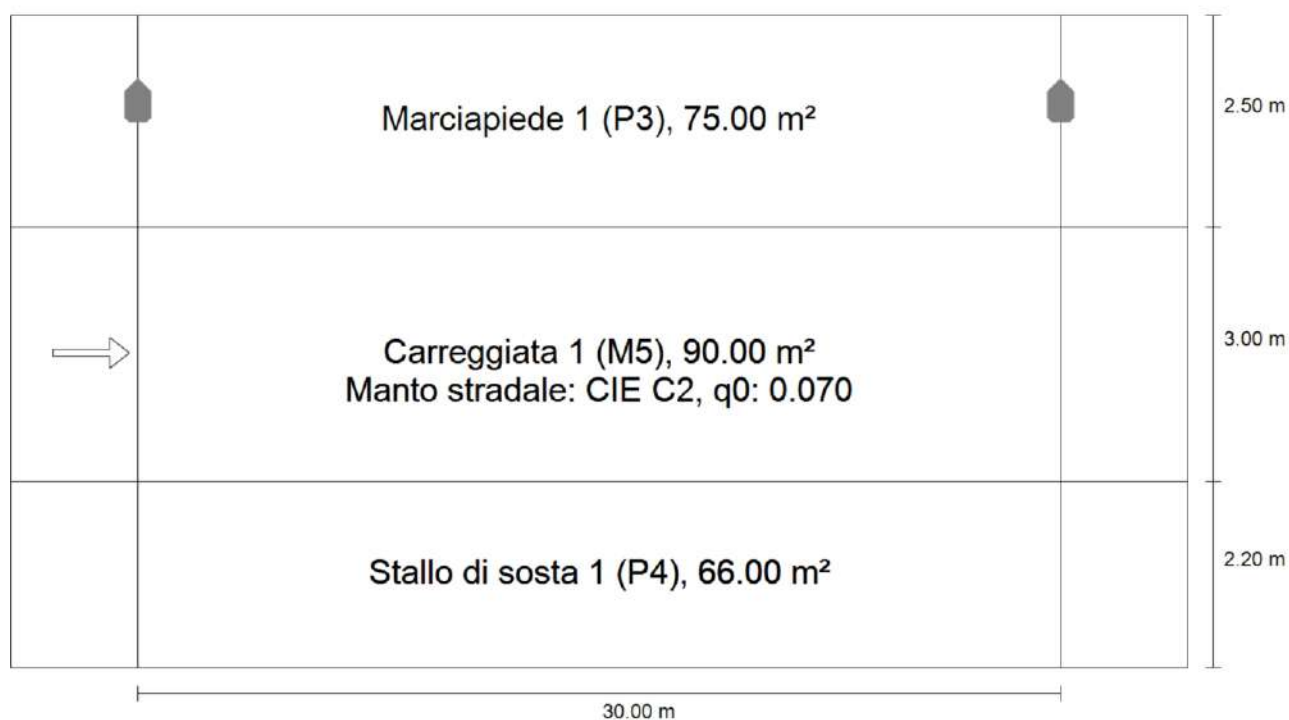 Marciapiede 1 (P3), 75.00 m²
2.50 m
Carreggiata 1 (M5), 90.00 m²
Manto stradale: CIE C2, q0: 0.070
3.00 m
Stallo di sosta 1 (P4), 66.00 m²
2.20 m
30.00 m